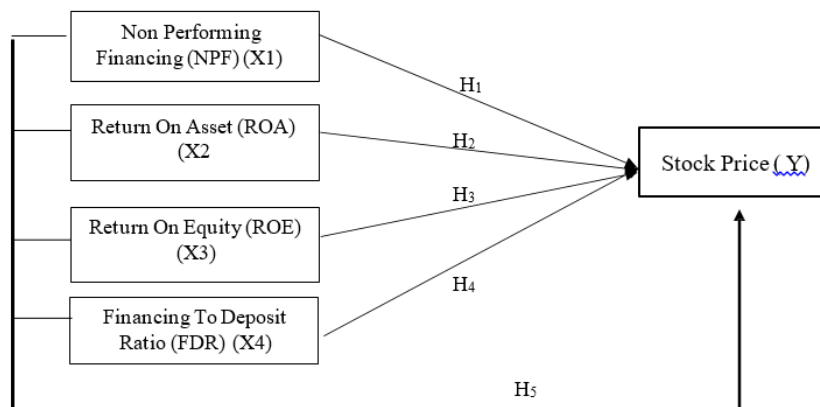 Non Performing
Financing (NPF) (X1)
H1
Return On Asset (ROA)
(X2
H2
Stock Price ( Y)
Return On Equity (ROE)
(X3)
H3
H4
Financing To Deposit
Ratio (FDR) (X4)
H5